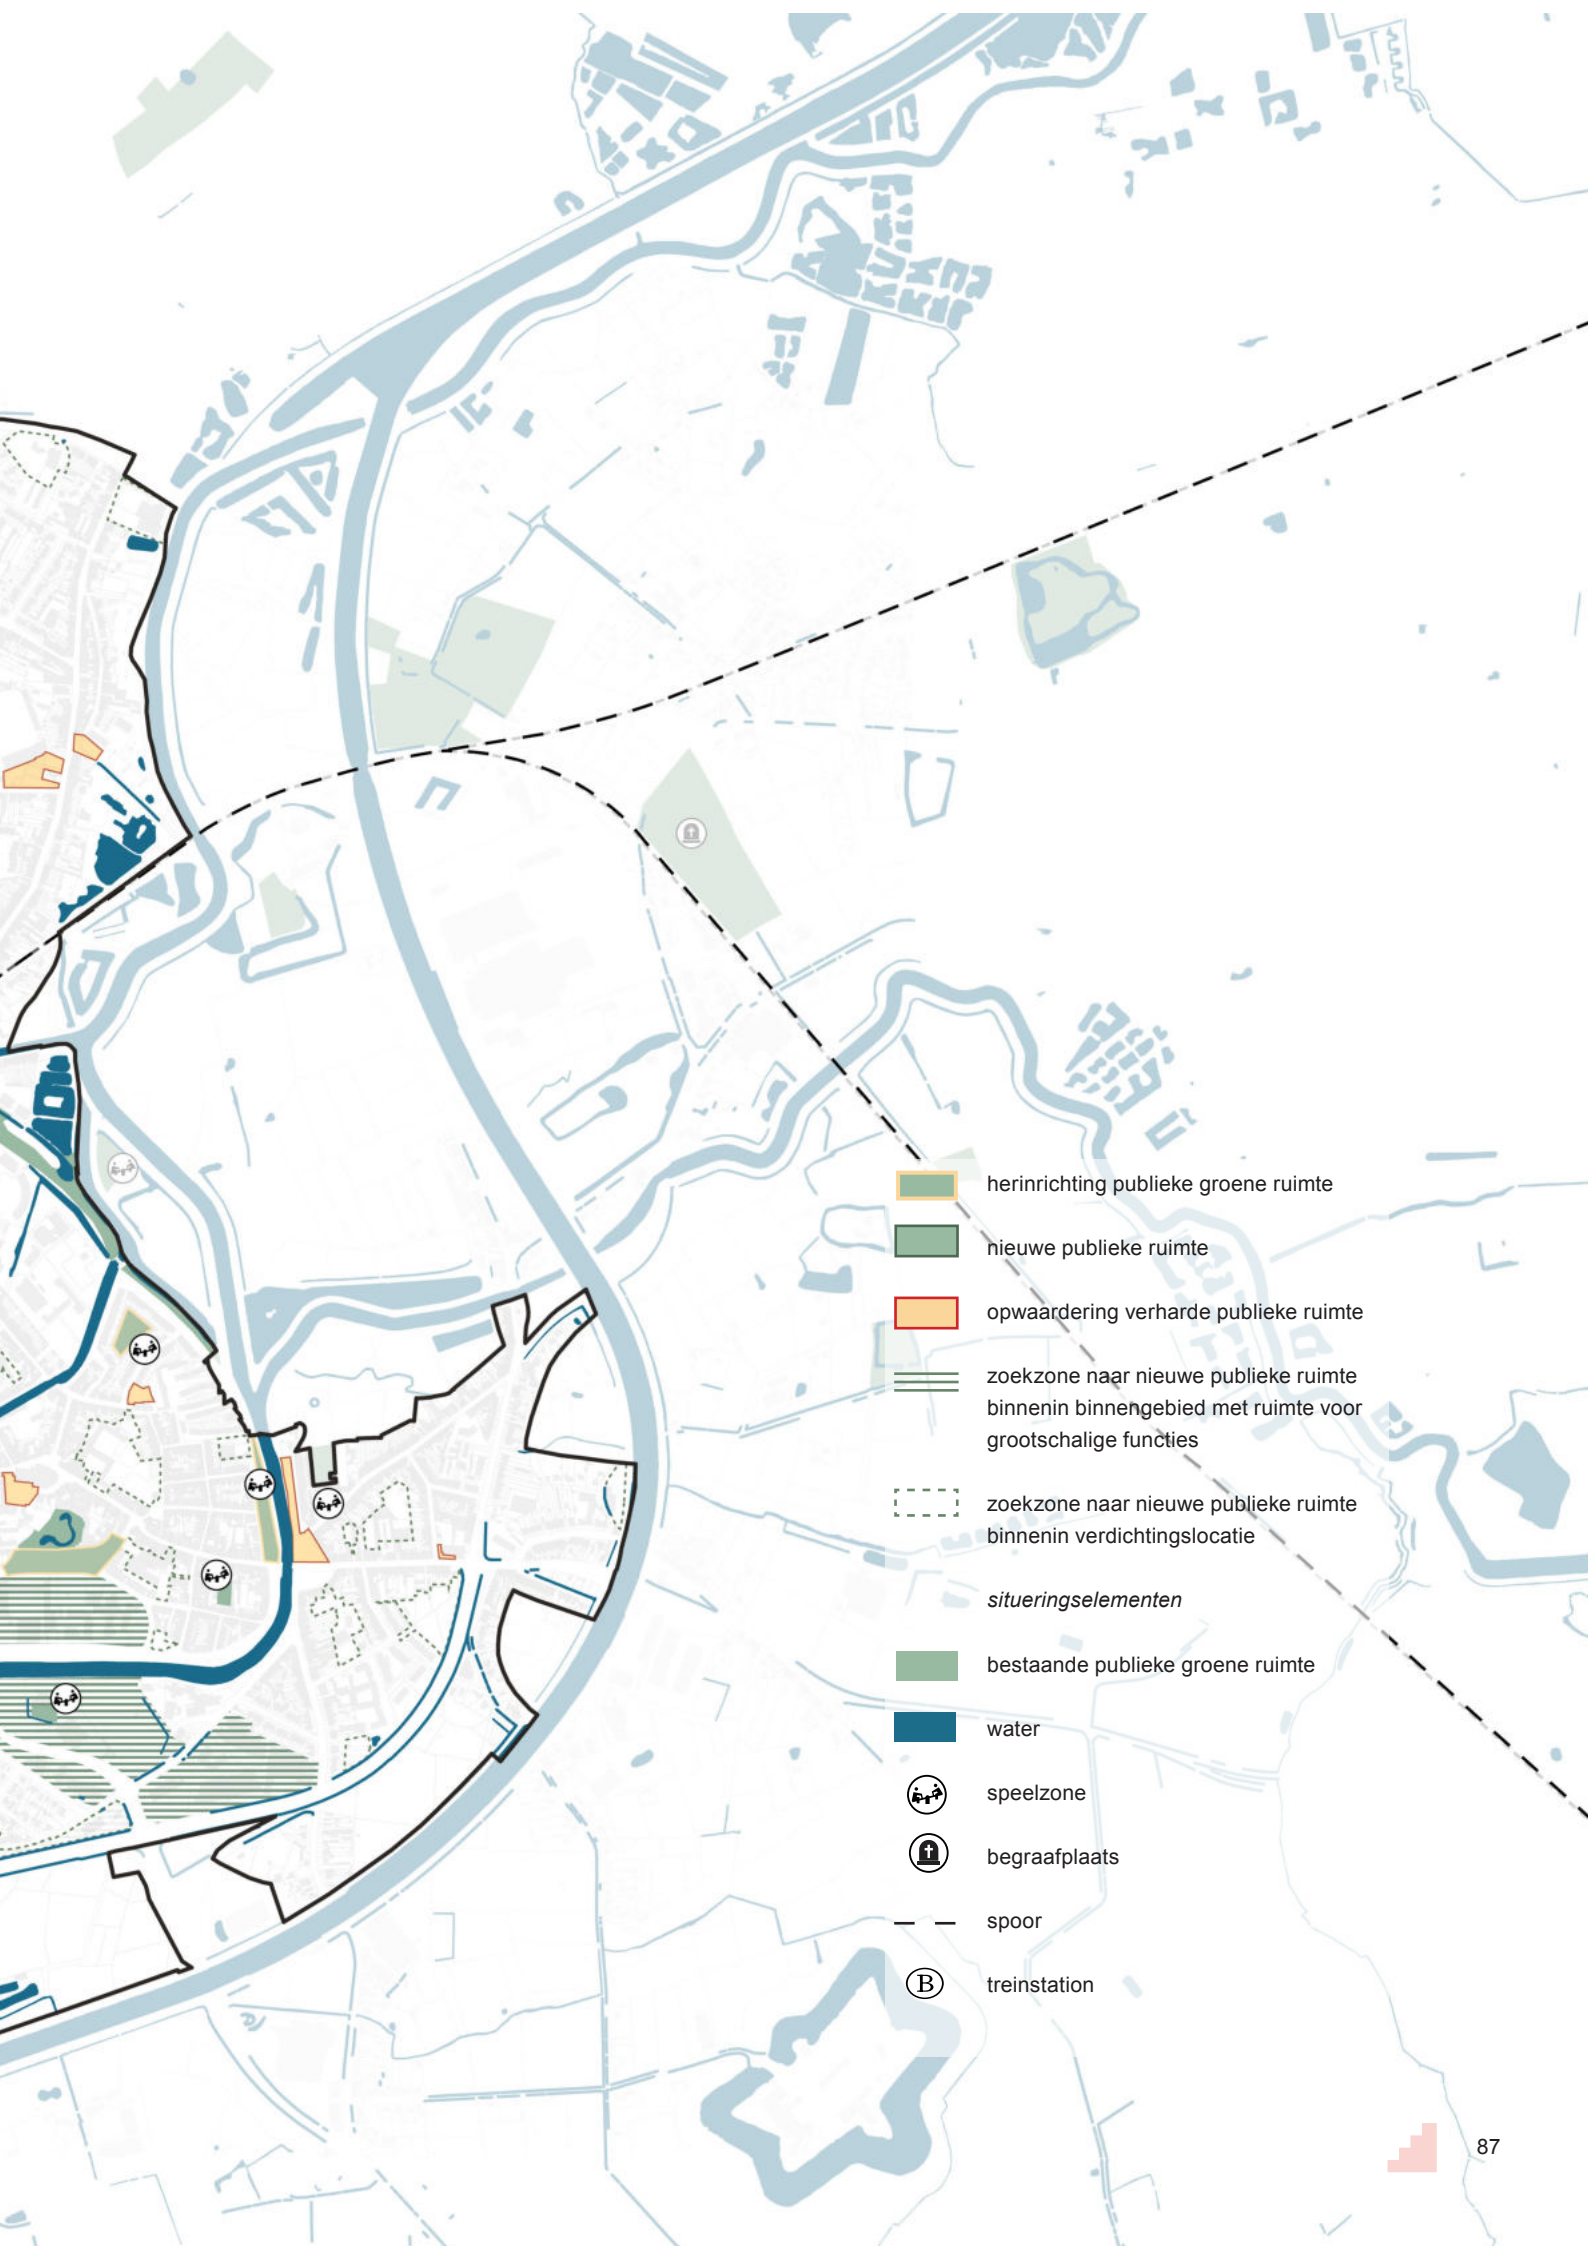 herinrichting publieke groene ruimte
nieuwe publieke ruimte
opwaardering verharde publieke ruimte
zoekzone naar nieuwe publieke ruimte
binnenin binnengebied met ruimte voor
grootschalige functies
zoekzone naar nieuwe publieke ruimte
binnenin verdichtingslocatie
situeringselementen
bestaande publieke groene ruimte
water
speelzone
begraafplaats
spoor
B
treinstation
87